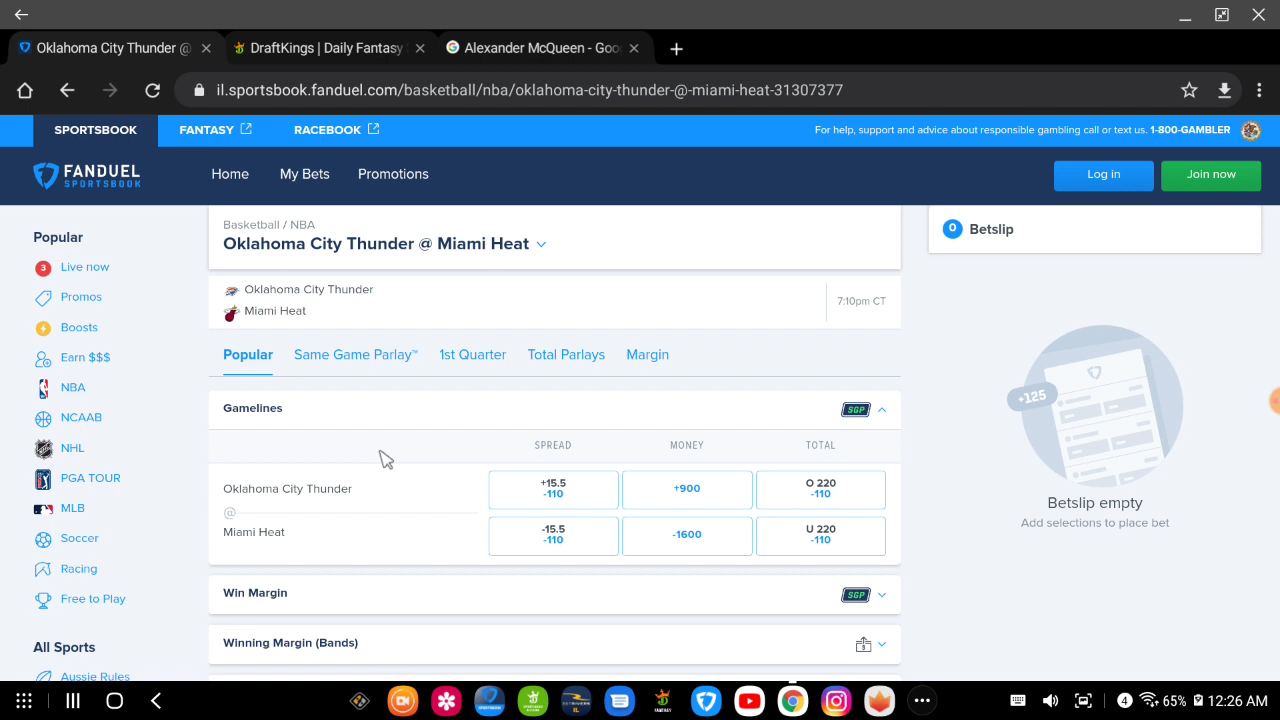 Oklahoma City Thunder @
DraftKings | Daily Fantasy
Alexander McQueen - Goo
il.sportsbook.fanduel.com/basketball/nba/oklahoma-city-thunder-@-miami-heat-31307377
SPORTSBOOK FANTASY RACEBOOK For help, support and advice about responsible gambling call or text us. 1-800-GAMBLER
FANDUEL
SPORTSBOOK
Home My Bets Promotions Log in Join now
Popular
3 Live now
Promos
Boosts
Earn $$$
NBA
NCAAB
NHL
PGA TOUR
MLB
Soccer
Racing
Free to Play
All Sports
Aussie Rules
Basketball / NBA
Oklahoma City Thunder @ Miami Heat
Oklahoma City Thunder
Miami Heat
7:10pm CT
Popular Same Game Parlay™ 1st Quarter Total Parlays Margin
Gamelines SGP
SPREAD MONEY TOTAL
Oklahoma City Thunder
+15.5
-110
+900
O 220
-110
@
Miami Heat
-15.5
-110
-1600
U 220
-110
Win Margin SGP
Winning Margin (Bands)
0 Betslip
+125
Betslip empty
Add selections to place bet
4 65% 12:26 AM